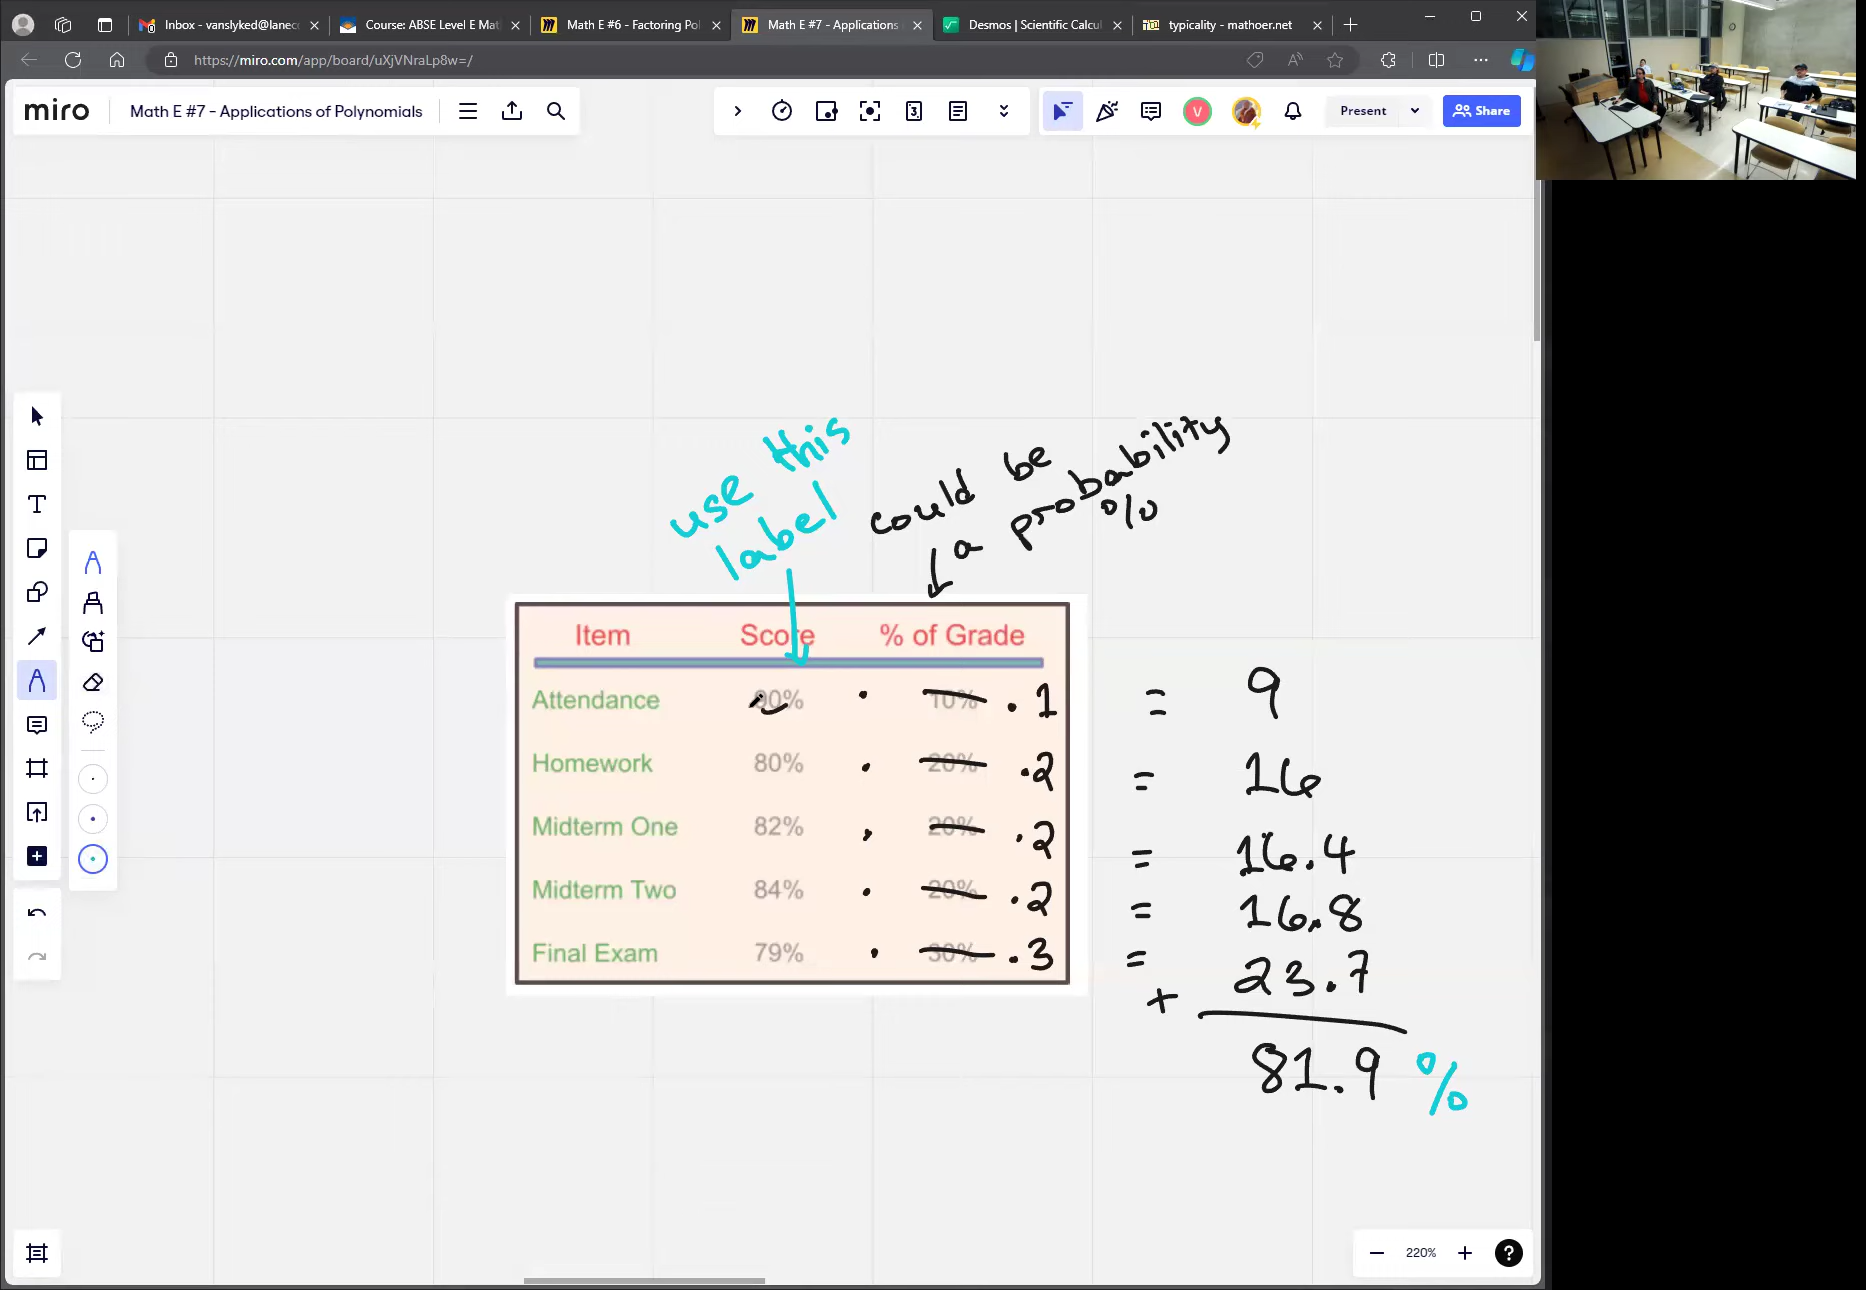 Inbox - vanslyked@lanec
Course: ABSE Level E Mat
Math E #6 - Factoring Pol
Math E #7 - Applications
Desmos | Scientific Calcul
typicality - mathoer.net
https://miro.com/app/board/uXjVNraLp8w=/
miro
Math E #7 - Applications of Polynomials
V
Present
Share
use this
label
could be
a probability
%
Item Score % of Grade
Attendance 90% · 10% .1 = 9
Homework 80% · 20% .2 = 16
Midterm One 82% · 20% .2 = 16.4
Midterm Two 84% · 20% .2 = 16.8
Final Exam 79% · 30% .3 = 23.7
+
81.9 %
220%